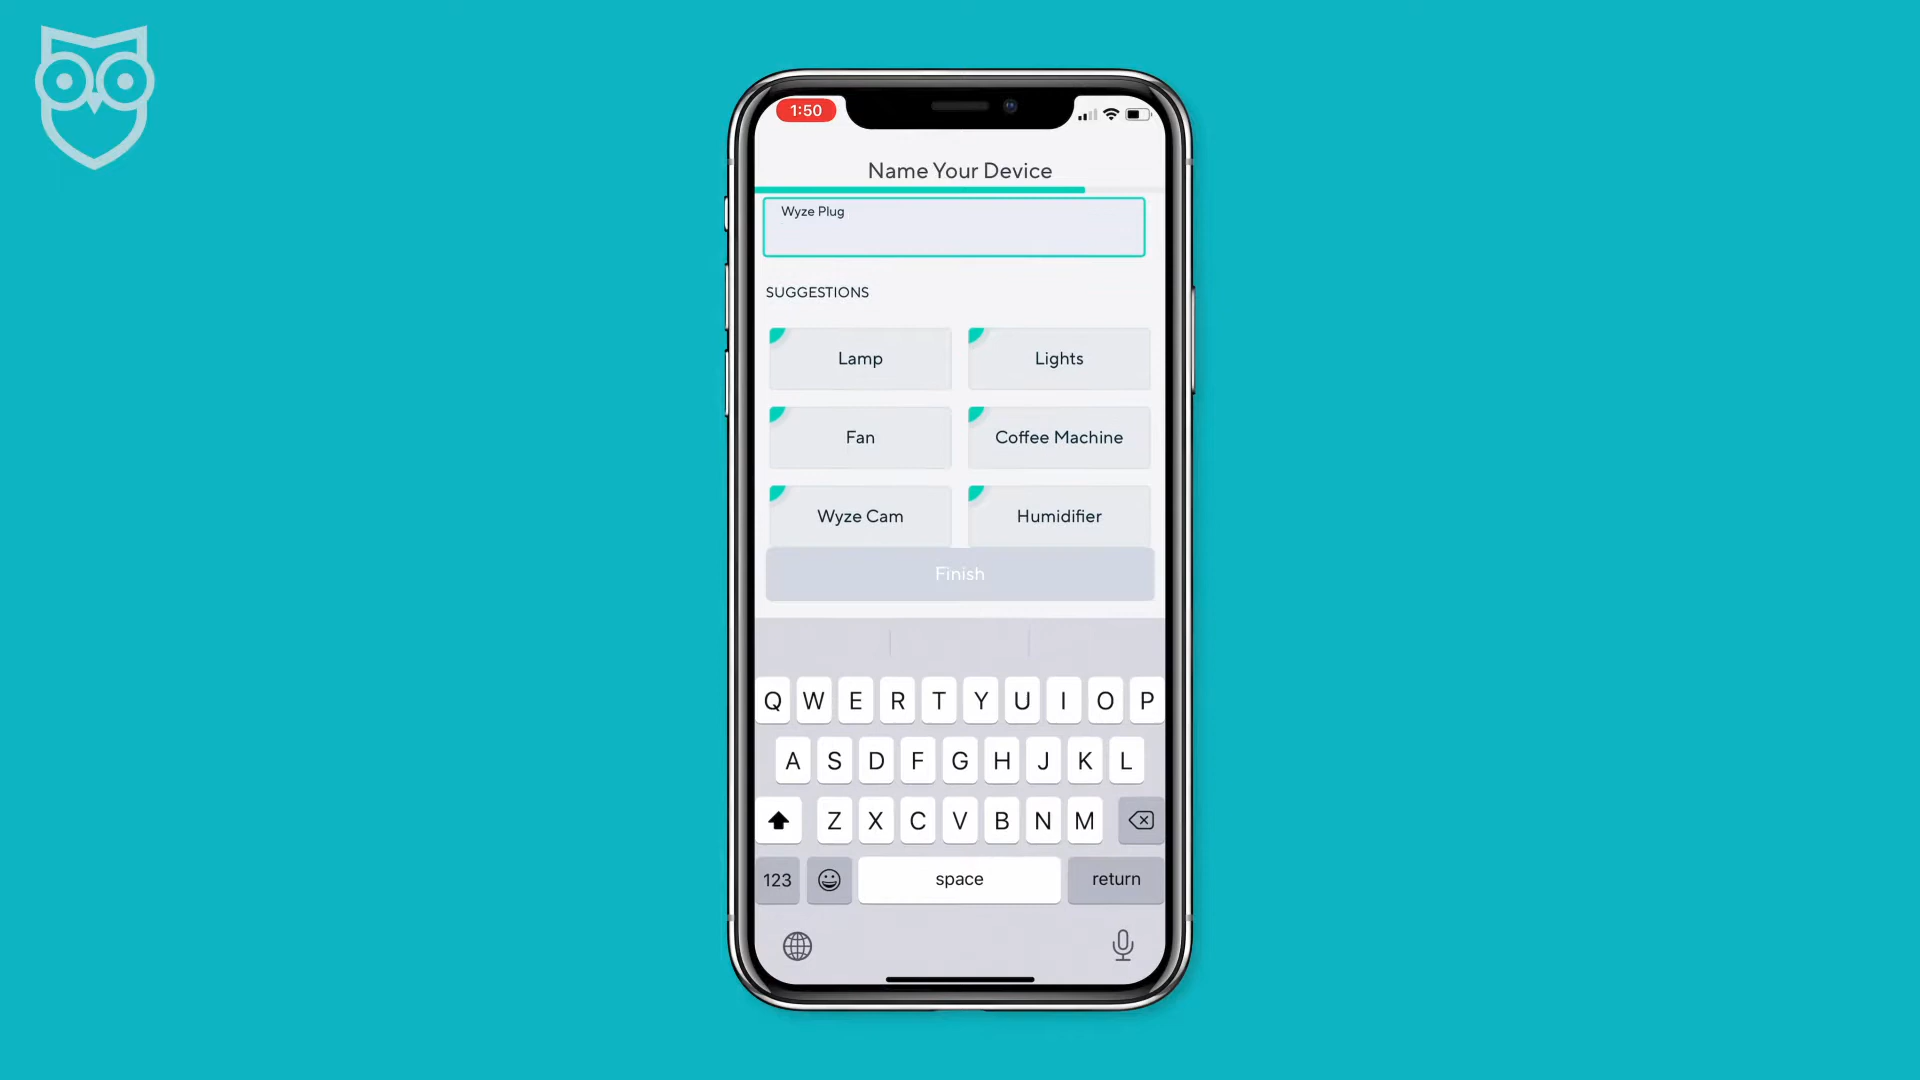 1:50
Name Your Device
Wyze Plug
SUGGESTIONS
Lamp
Lights
Fan
Coffee Machine
Wyze Cam
Humidifier
Finish
Q W E R T Y U I O P
A S D F G H J K L
Z X C V B N M
123
space
return